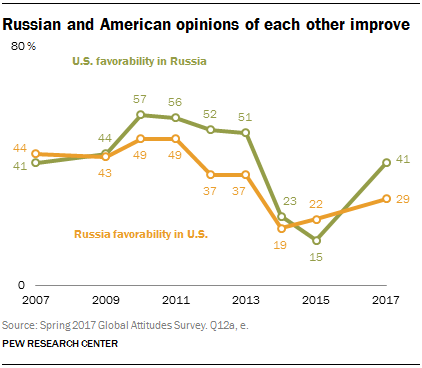 Russian and American opinions of each other improve
80 %
U.S. favorability in Russia
57 56 52 51
44 44 41
41 43 49 49 37 37 23 22 29
19 15
Russia favorability in U.S.
0
2007 2009 2011 2013 2015 2017
Source: Spring 2017 Global Attitudes Survey. Q12a, e.
PEW RESEARCH CENTER